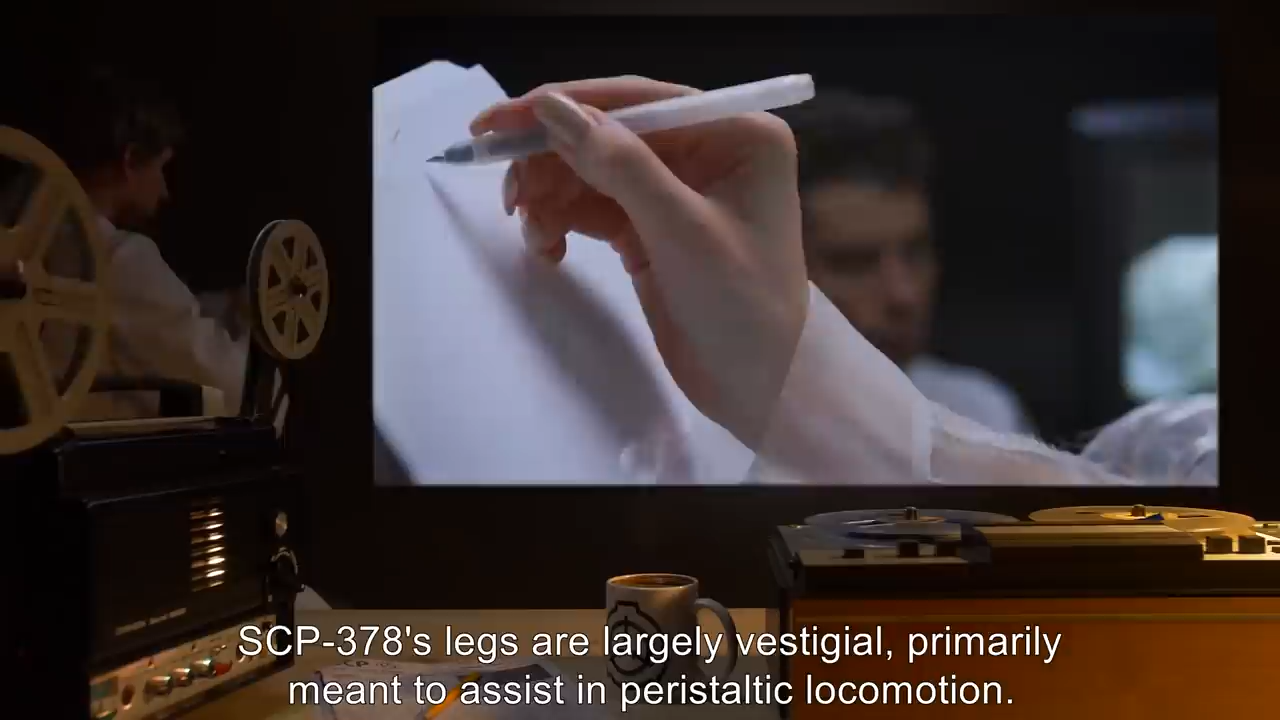 SCP-378's legs are largely vestigial, primarily
meant to assist in peristaltic locomotion.